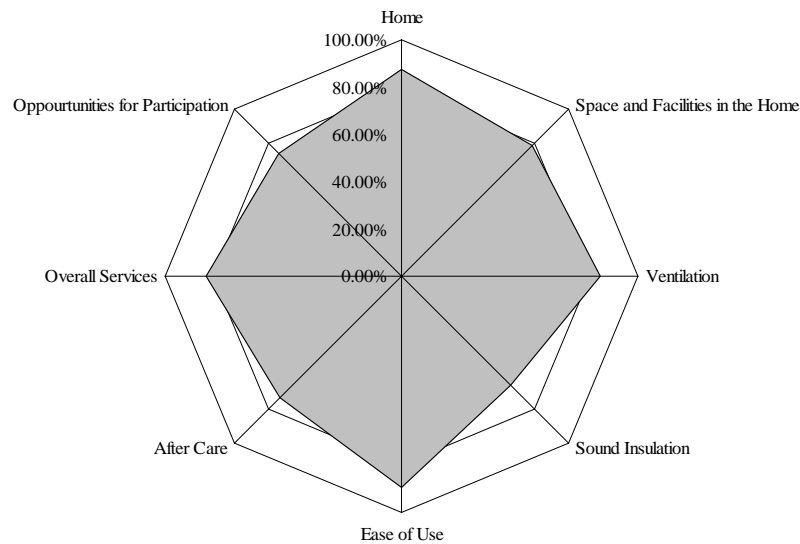 Home
100.00%
80.00%
60.00%
40.00%
20.00%
0.00%
Oppourtunities for Participation
Space and Facilities in the Home
Overall Services
Ventilation
After Care
Sound Insulation
Ease of Use